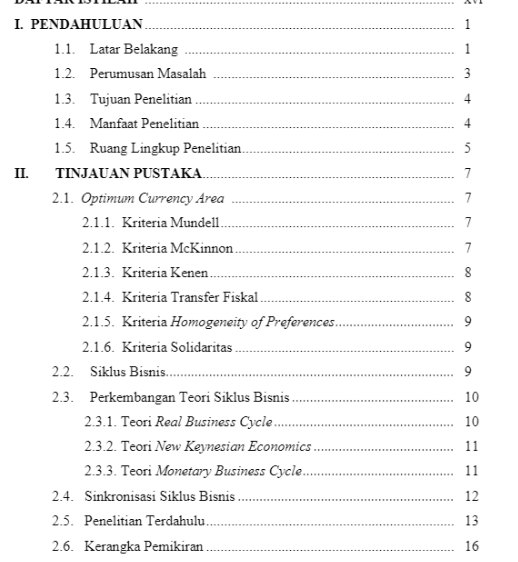 DAFTAR ISTILAH ........ xvi
I. PENDAHULUAN ........ 1
1.1. Latar Belakang ........ 1
1.2. Perumusan Masalah ........ 3
1.3. Tujuan Penelitian ........ 4
1.4. Manfaat Penelitian ........ 4
1.5. Ruang Lingkup Penelitian ........ 5
II. TINJAUAN PUSTAKA ........ 7
2.1. Optimum Currency Area ........ 7
2.1.1. Kriteria Mundell ........ 7
2.1.2. Kriteria McKinnon ........ 7
2.1.3. Kriteria Kenen ........ 8
2.1.4. Kriteria Transfer Fiskal ........ 8
2.1.5. Kriteria Homogeneity of Preferences ........ 9
2.1.6. Kriteria Solidaritas ........ 9
2.2. Siklus Bisnis ........ 9
2.3. Perkembangan Teori Siklus Bisnis ........ 10
2.3.1. Teori Real Business Cycle ........ 10
2.3.2. Teori New Keynesian Economics ........ 11
2.3.3. Teori Monetary Business Cycle ........ 11
2.4. Sinkronisasi Siklus Bisnis ........ 12
2.5. Penelitian Terdahulu ........ 13
2.6. Kerangka Pemikiran ........ 16